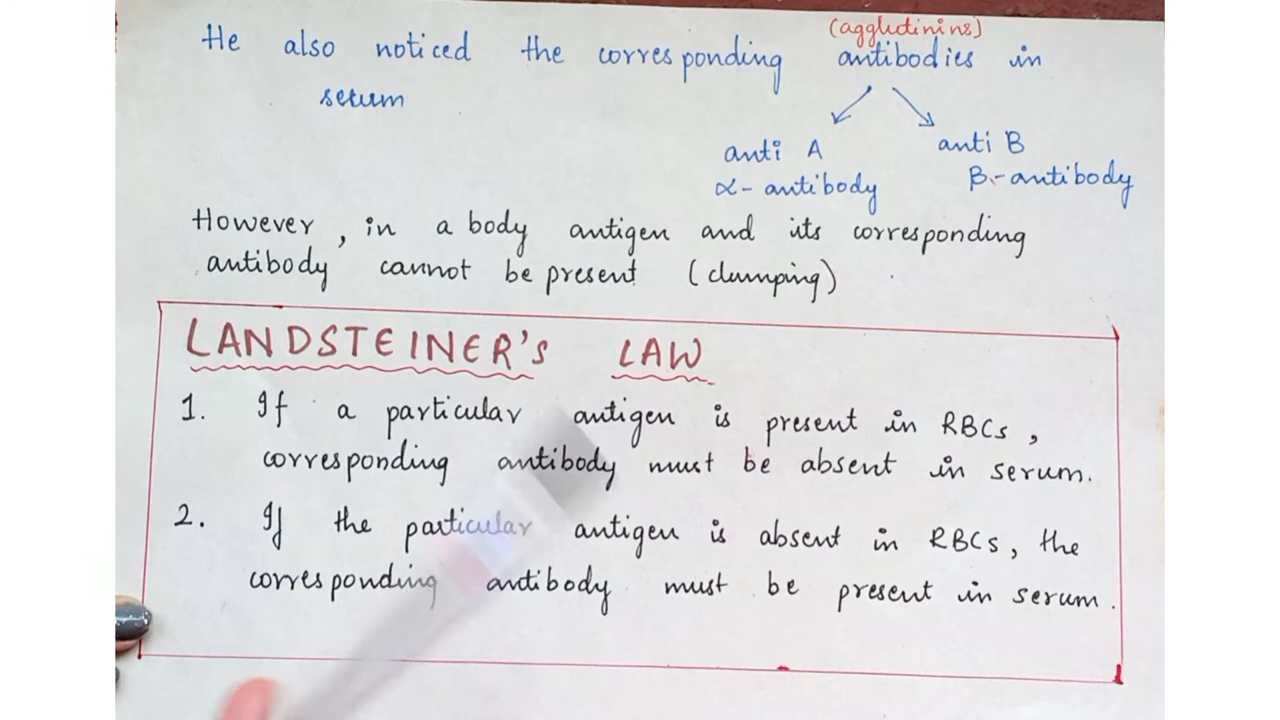 (agglutinins)
He also noticed the corresponding antibodies in
serum
anti A
anti B
α- antibody
β-antibody
However , in a body antigen and its corresponding
antibody cannot be present (clumping)
LANDSTEINER'S LAW
1. If a particular antigen is present in RBCs ,
corresponding antibody must be absent in serum.
2. If the particular antigen is absent in RBCs, the
corresponding antibody must be present in serum .